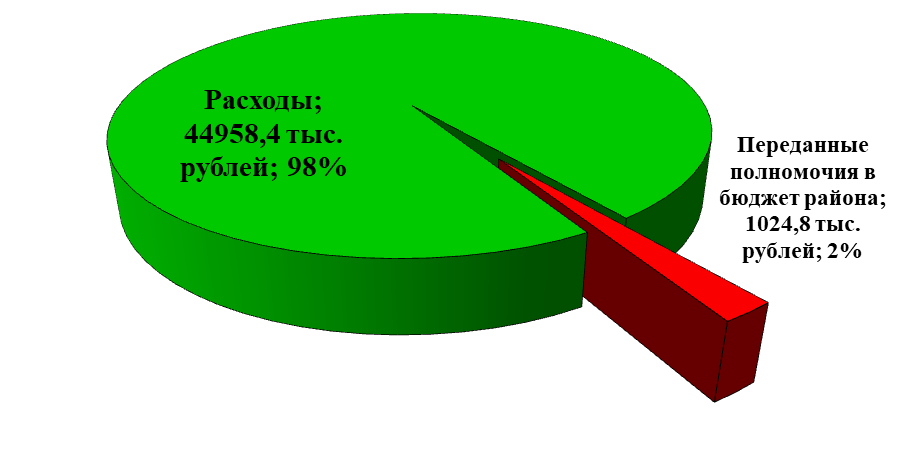 Расходы;
44958,4 тыс.
рублей; 98%
Переданные
полномочия в
бюджет района;
1024,8 тыс.
рублей; 2%